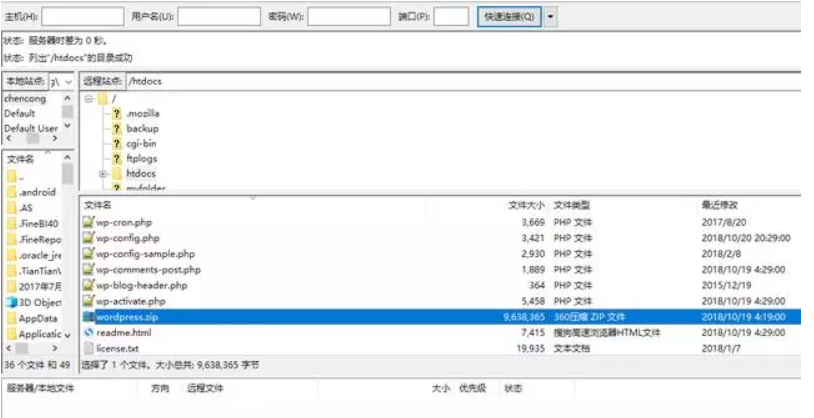 主机(H): 用户名(U): 密码(W): 端口(P): 快速连接(Q)
状态: 服务器时差为 0 秒。
状态: 列出"/htdocs"的目录成功
本地站点: 远程站点: /htdocs
chencong
Default
Default User
/
.mozilla
backup
cgi-bin
ftplogs
htdocs
myfolder
文件名
..
.android
.AS
.FineBI40
.FineRepo
.oracle_jre
.TianTian
2017年7月
3D Object
AppData
Applicatic
36 个文件 和 49
文件名 文件大小 文件类型 最近修改
wp-cron.php 3,669 PHP 文件 2017/8/20
wp-config.php 3,421 PHP 文件 2018/10/20 20:29:00
wp-config-sample.php 2,930 PHP 文件 2018/2/8
wp-comments-post.php 1,889 PHP 文件 2018/10/19 4:29:00
wp-blog-header.php 364 PHP 文件 2015/12/19
wp-activate.php 5,458 PHP 文件 2018/10/19 4:29:00
wordpress.zip 9,638,365 360压缩 ZIP 文件 2018/10/19 4:19:00
readme.html 7,415 搜狗高速浏览器HTML文件 2018/10/19 4:29:00
license.txt 19,935 文本文档 2018/1/7
选择了 1 个文件。大小总共: 9,638,365 字节
服务器/本地文件 方向 远程文件 大小 优先级 状态